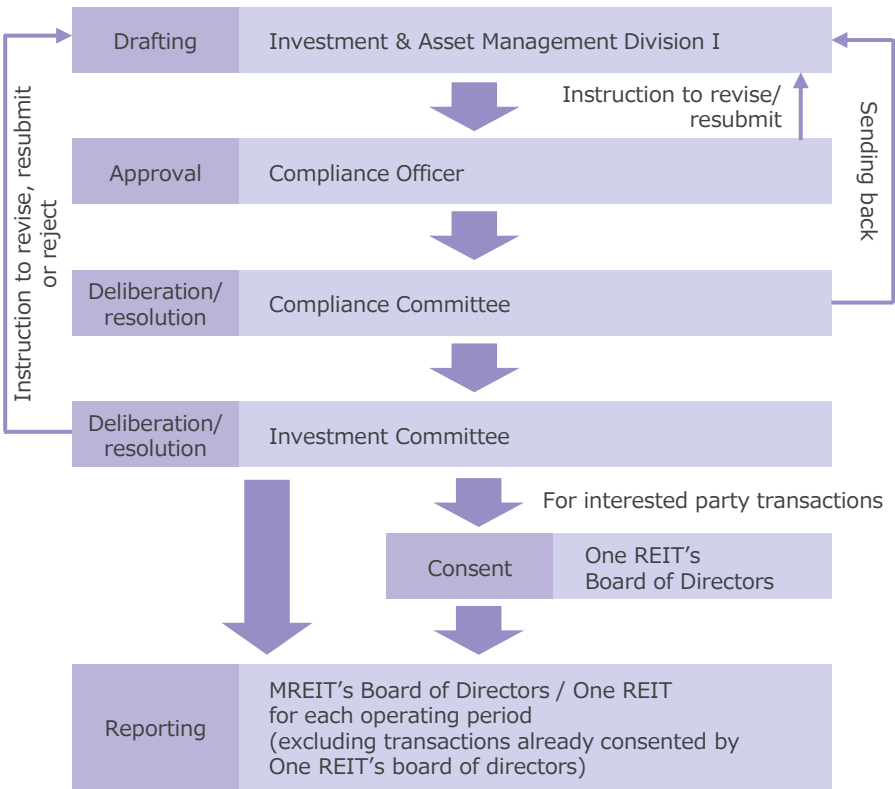 Drafting
Investment & Asset Management Division I
Instruction to revise/
resubmit
Approval
Compliance Officer
Sending back
Instruction to revise, resubmit
or reject
Deliberation/
resolution
Compliance Committee
Deliberation/
resolution
Investment Committee
For interested party transactions
Consent
One REIT’s
Board of Directors
Reporting
MREIT’s Board of Directors / One REIT
for each operating period
(excluding transactions already consented by
One REIT’s board of directors)